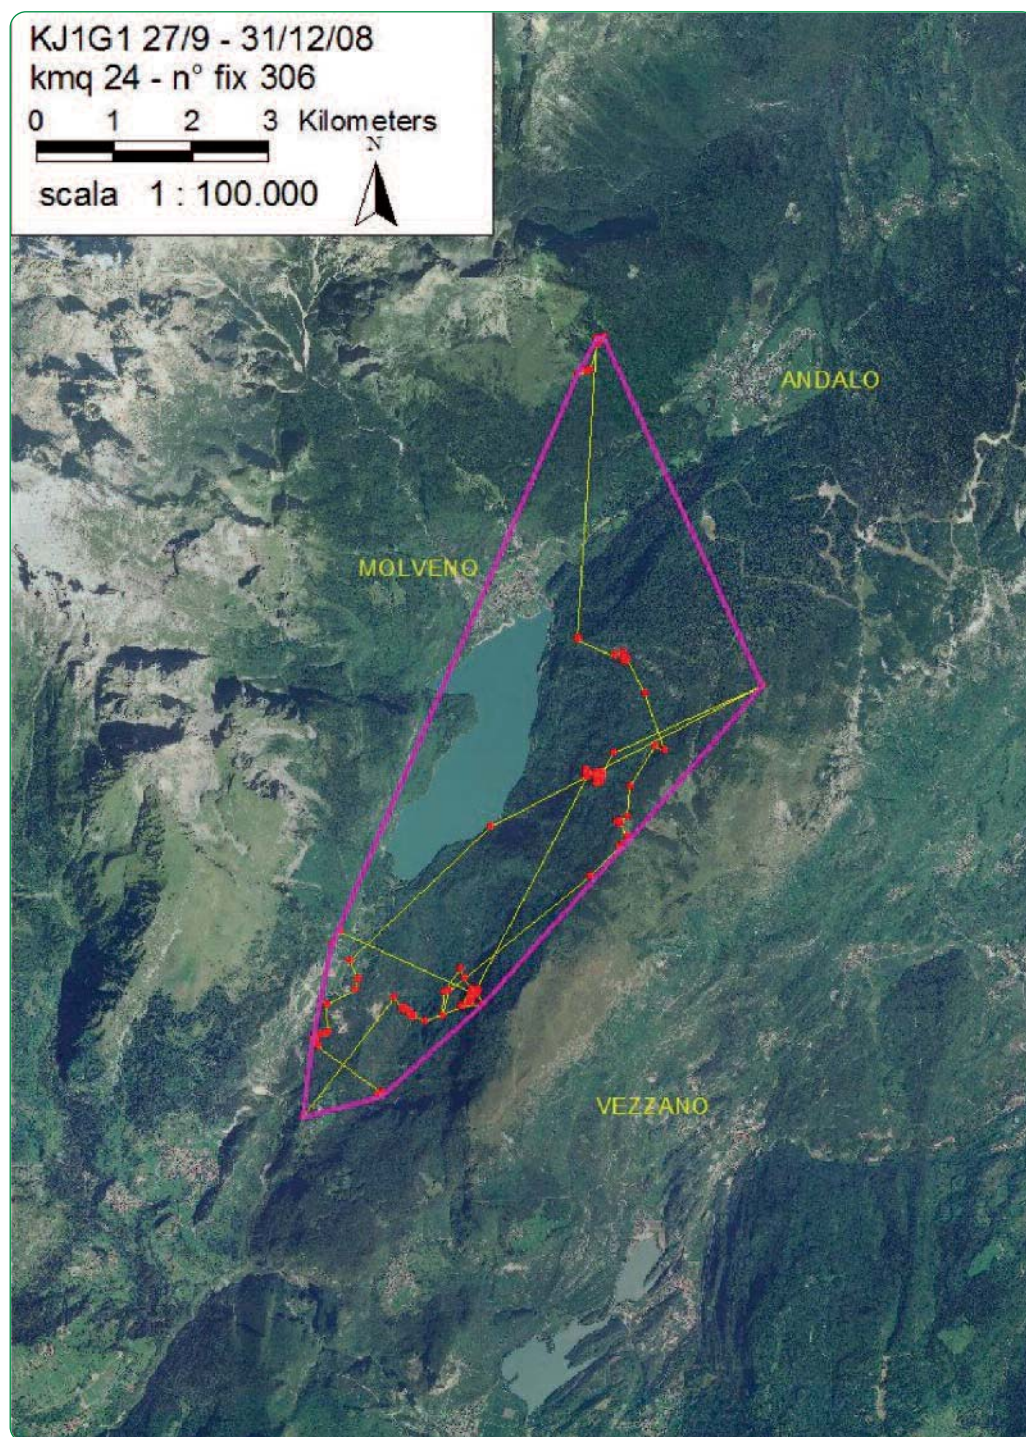 KJ1G1 27/9 - 31/12/08
kmq 24 - n° fix 306
0 1 2 3 Kilometers
N
scala 1 : 100.000
ANDALO
MOLVENO
VEZZANO